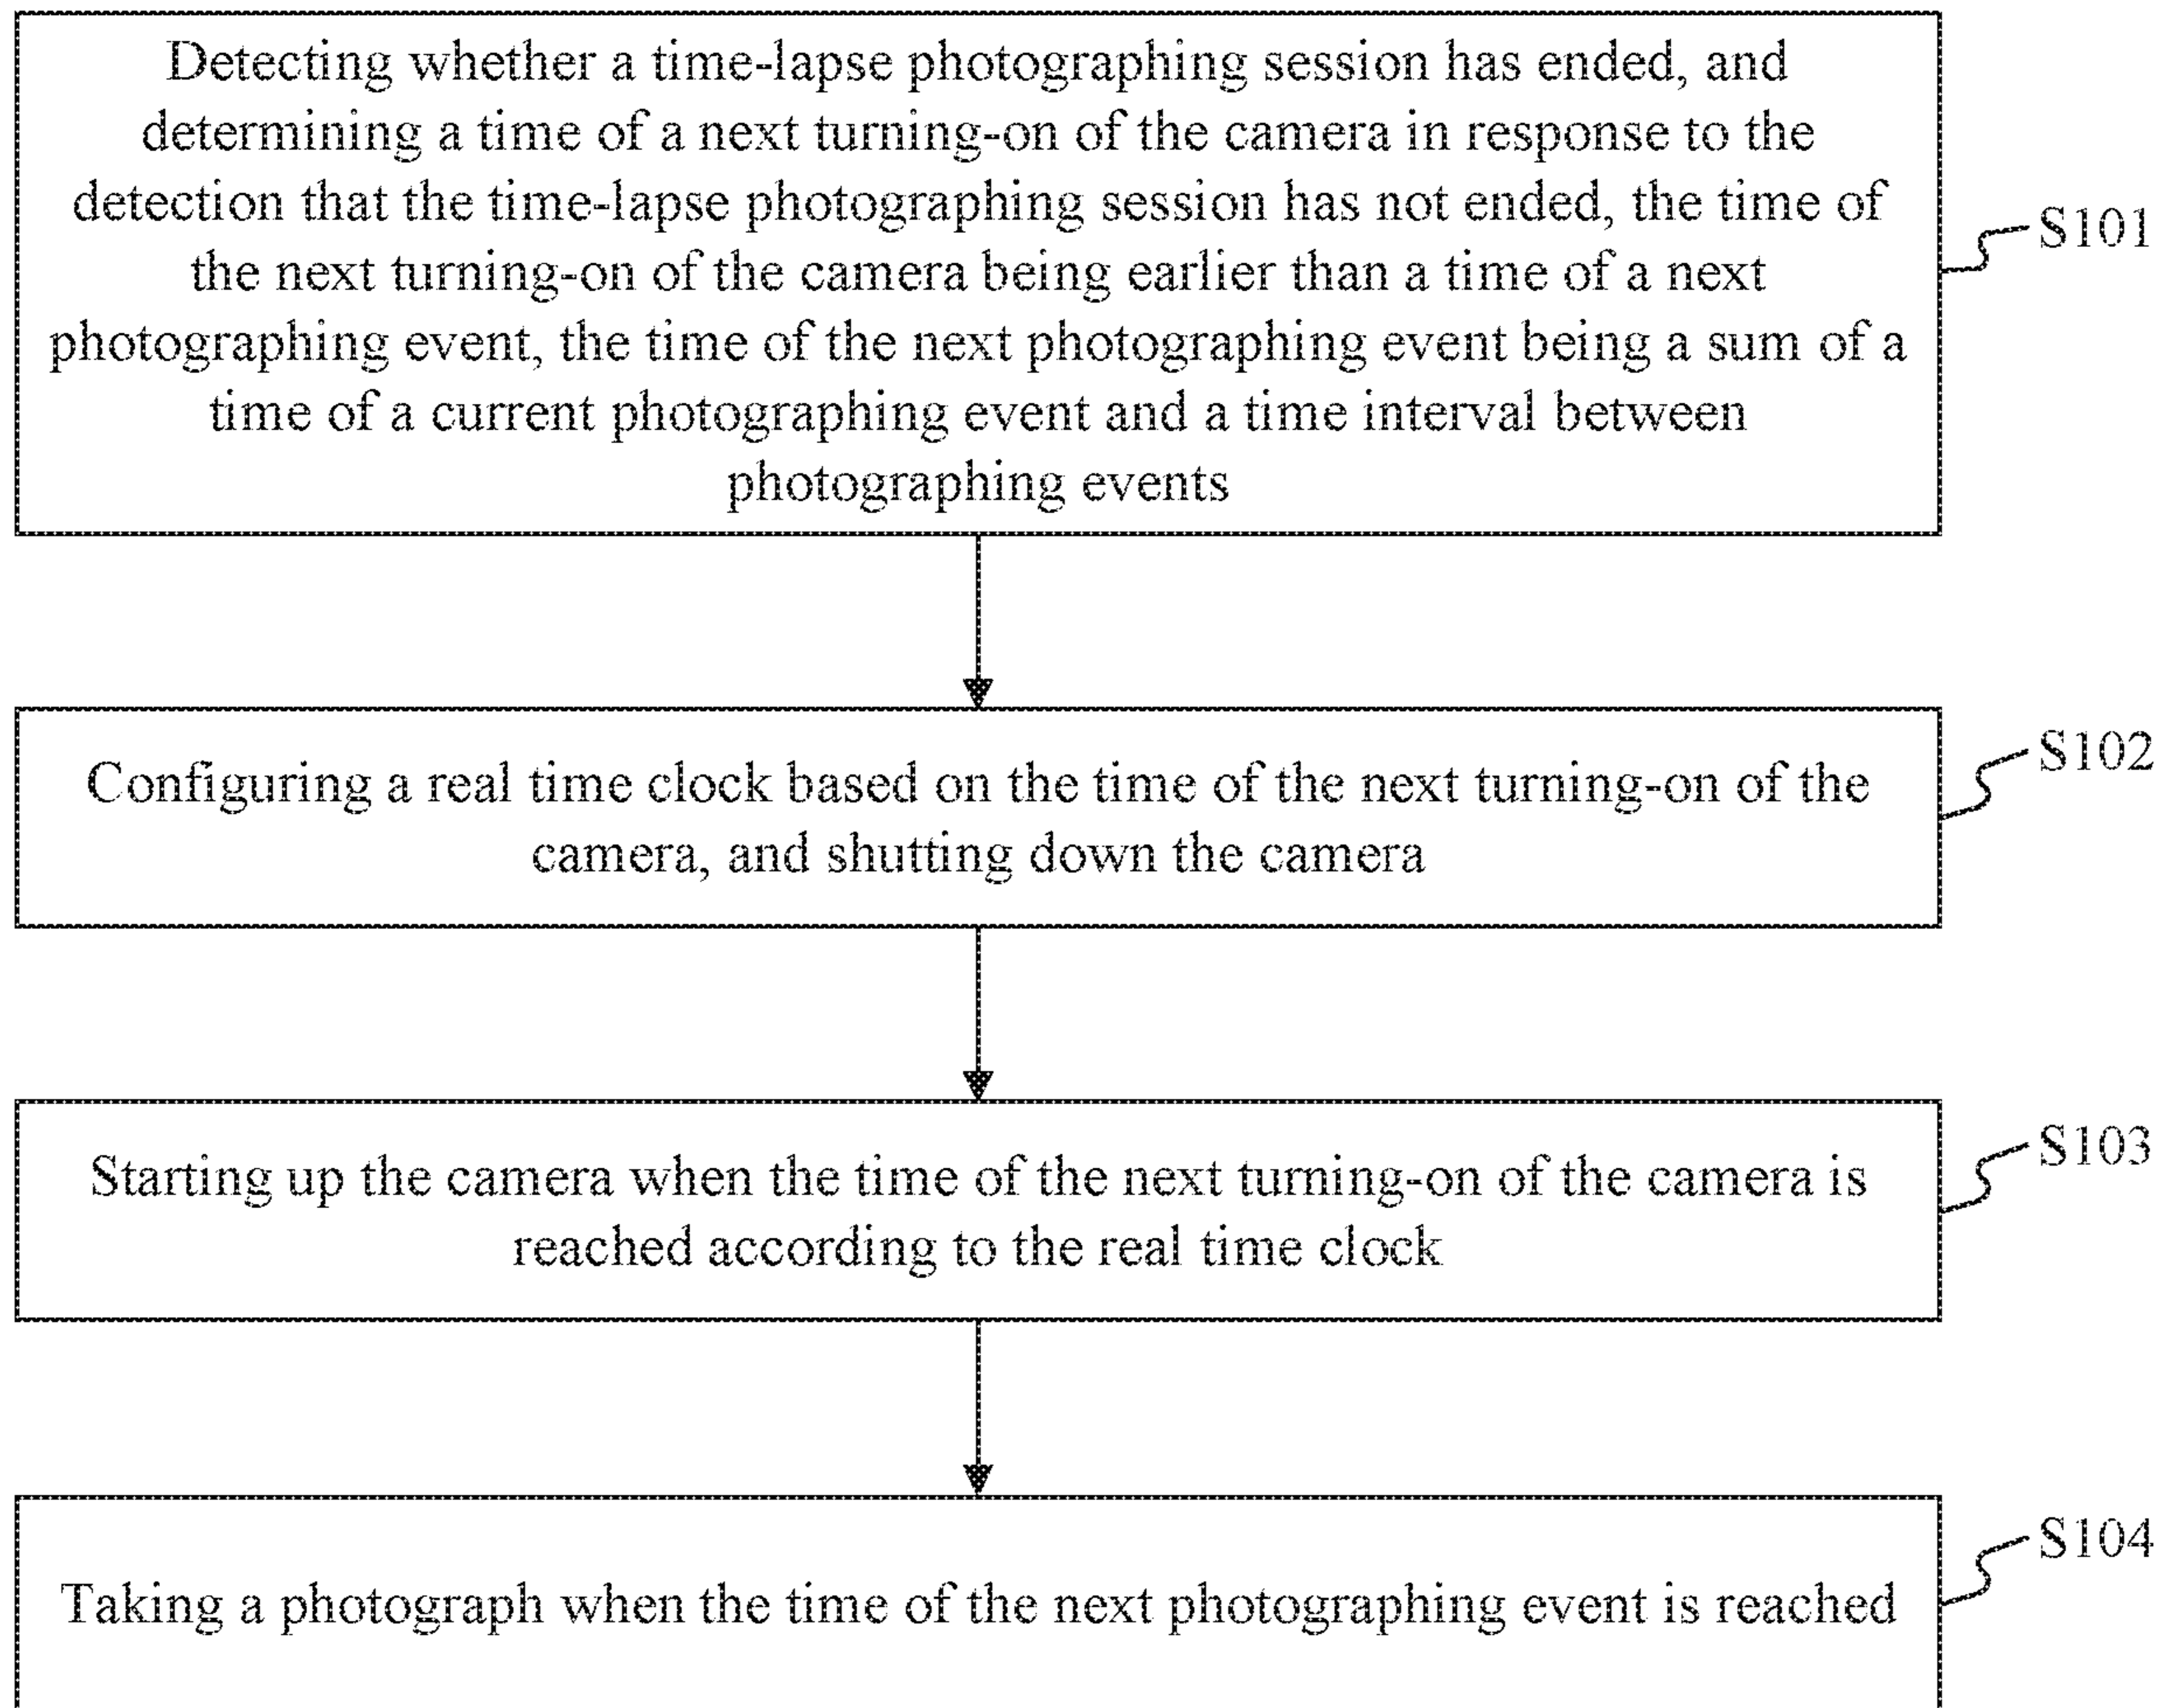 Detecting whether a time-lapse photographing session has ended, and
determining a time of a next turning-on of the camera in response to the
detection that the time-lapse photographing session has not ended, the time of
the next turning-on of the camera being earlier than a time of a next
photographing event, the time of the next photographing event being a sum of a
time of a current photographing event and a time interval between
photographing events
S101
Configuring a real time clock based on the time of the next turning-on of the
camera, and shutting down the camera
S102
Starting up the camera when the time of the next turning-on of the camera is
reached according to the real time clock
S103
Taking a photograph when the time of the next photographing event is reached
S104